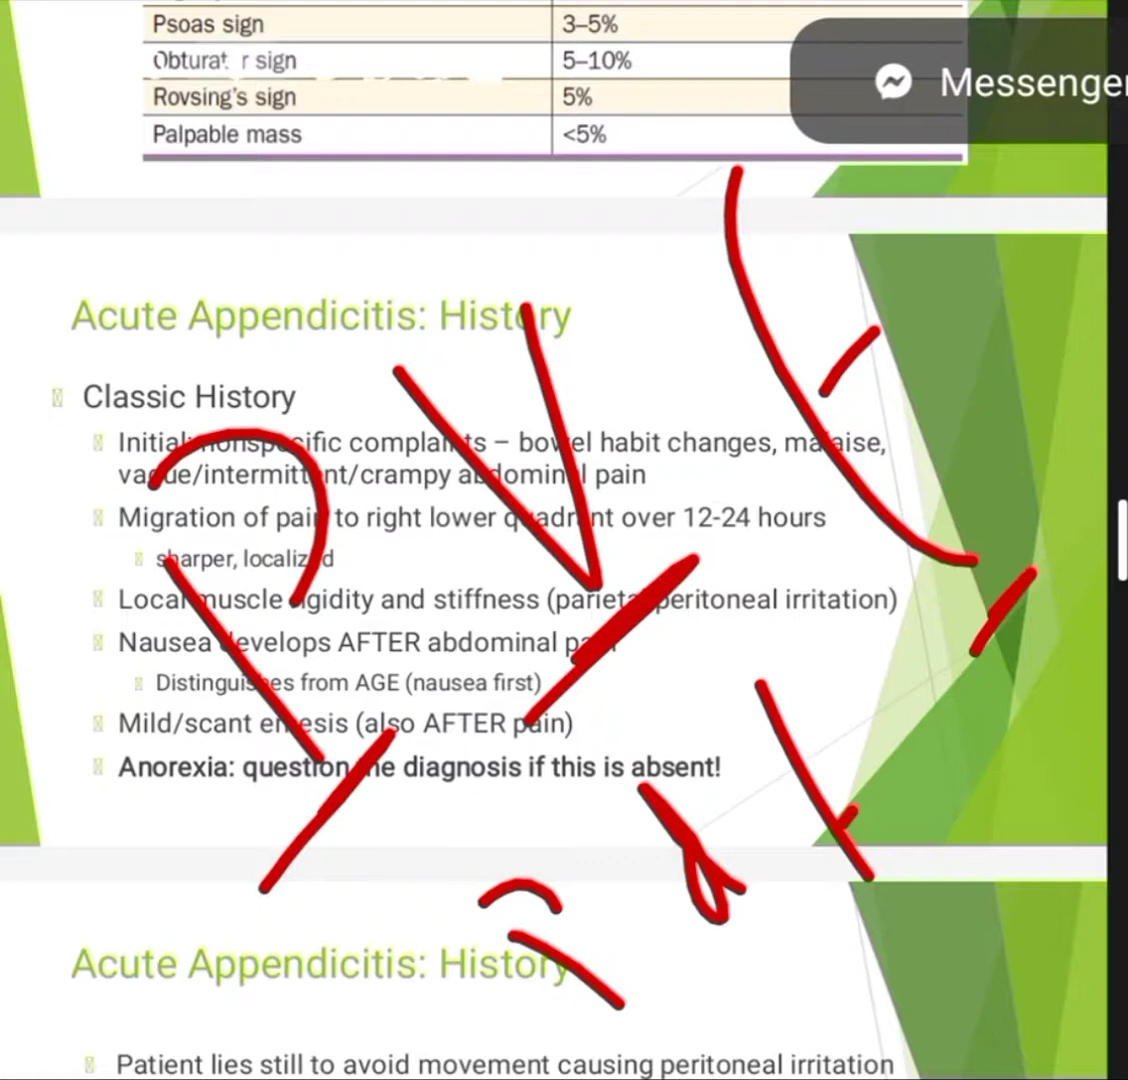 Psoas sign 3–5%
Obturator sign 5–10%
Messenger
Rovsing's sign 5%
Palpable mass <5%
Acute Appendicitis: History
Classic History
Initial nonspecific complaints – bowel habit changes, malaise,
vague/intermittent/crampy abdominal pain
Migration of pain to right lower quadrant over 12-24 hours
sharper, localized
Local muscle rigidity and stiffness (parietal peritoneal irritation)
Nausea develops AFTER abdominal pain
Distinguishes from AGE (nausea first)
Mild/scant emesis (also AFTER pain)
Anorexia: question the diagnosis if this is absent!
Acute Appendicitis: History
Patient lies still to avoid movement causing peritoneal irritation